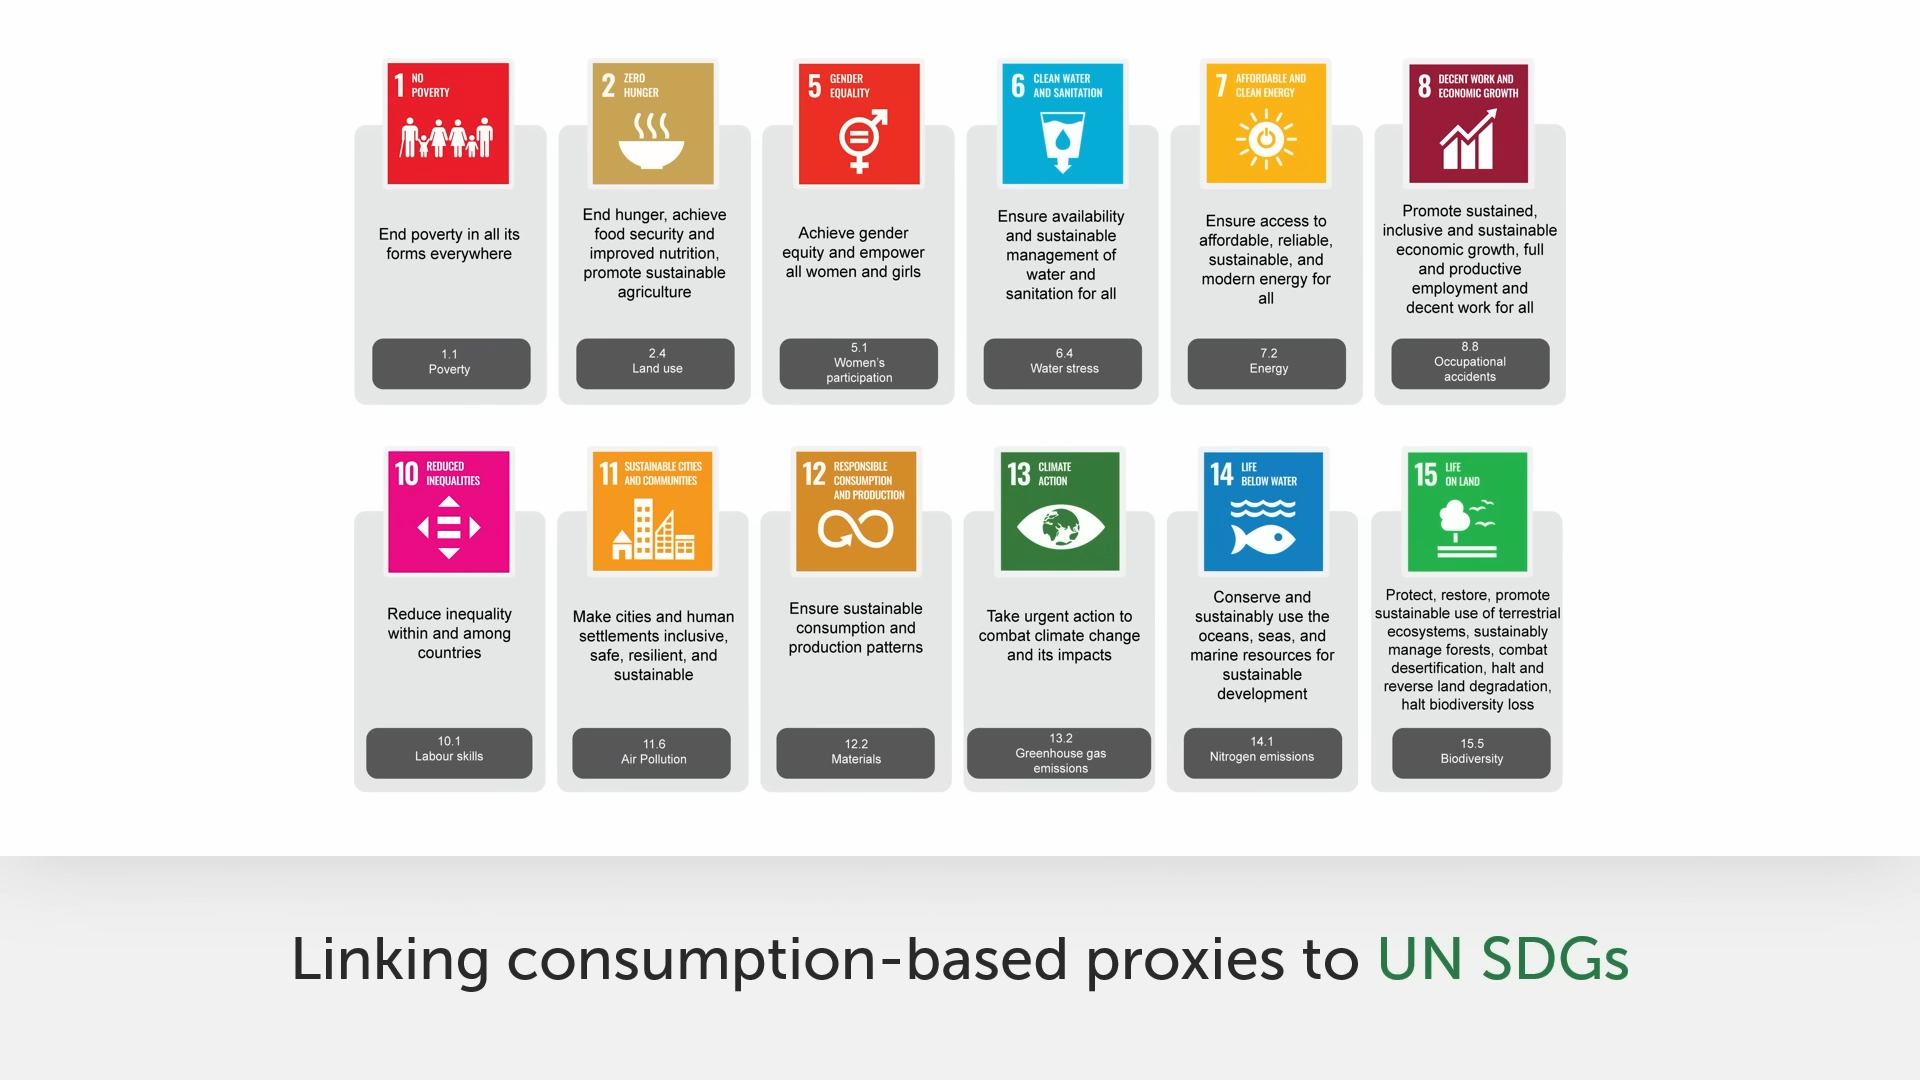 1 NO
POVERTY
End poverty in all its
forms everywhere
1.1
Poverty
2 ZERO
HUNGER
End hunger, achieve
food security and
improved nutrition,
promote sustainable
agriculture
2.4
Land use
5 GENDER
EQUALITY
Achieve gender
equity and empower
all women and girls
5.1
Women's
participation
6 CLEAN WATER
AND SANITATION
Ensure availability
and sustainable
management of
water and
sanitation for all
6.4
Water stress
7 AFFORDABLE AND
CLEAN ENERGY
Ensure access to
affordable, reliable,
sustainable, and
modern energy for
all
7.2
Energy
8 DECENT WORK AND
ECONOMIC GROWTH
Promote sustained,
inclusive and sustainable
economic growth, full
and productive
employment and
decent work for all
8.8
Occupational
accidents
10 REDUCED
INEQUALITIES
Reduce inequality
within and among
countries
10.1
Labour skills
11 SUSTAINABLE CITIES
AND COMMUNITIES
Make cities and human
settlements inclusive,
safe, resilient, and
sustainable
11.6
Air Pollution
12 RESPONSIBLE
CONSUMPTION
AND PRODUCTION
Ensure sustainable
consumption and
production patterns
12.2
Materials
13 CLIMATE
ACTION
Take urgent action to
combat climate change
and its impacts
13.2
Greenhouse gas
emissions
14 LIFE
BELOW WATER
Conserve and
sustainably use the
oceans, seas, and
marine resources for
sustainable
development
14.1
Nitrogen emissions
15 LIFE
ON LAND
Protect, restore, promote
sustainable use of terrestrial
ecosystems, sustainably
manage forests, combat
desertification, halt and
reverse land degradation,
halt biodiversity loss
15.5
Biodiversity
Linking consumption-based proxies to UN SDGs